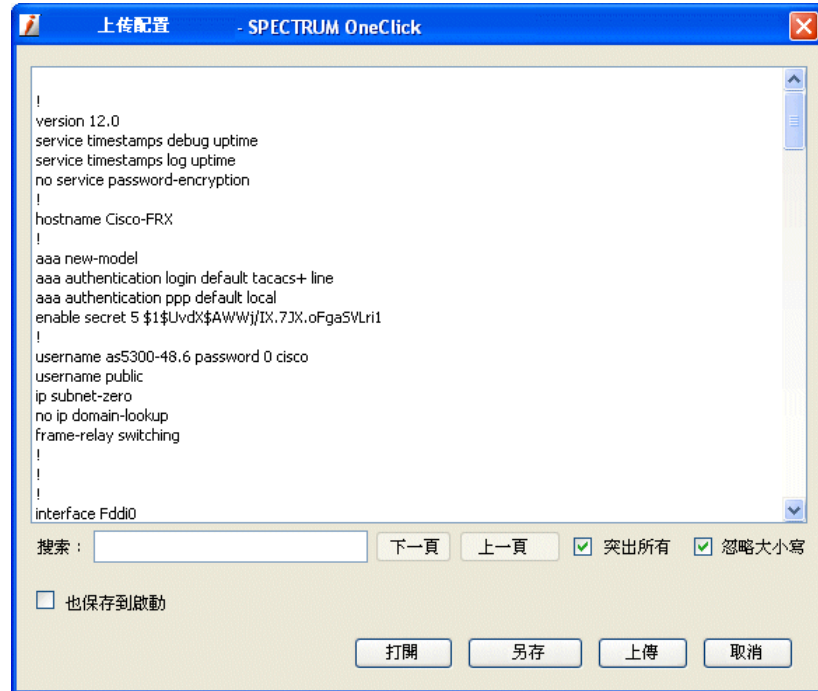 上传配置 - SPECTRUM OneClick
!
version 12.0
service timestamps debug uptime
service timestamps log uptime
no service password-encryption
!
hostname Cisco-FRX
!
aaa new-model
aaa authentication login default tacacs+ line
aaa authentication ppp default local
enable secret 5 $1$UvdX$AWWj/IX.7JX.oFgaSVLri1
!
username as5300-48.6 password 0 cisco
username public
ip subnet-zero
no ip domain-lookup
frame-relay switching
!
!
!
interface Fddi0
搜索： 下一頁 上一頁 突出所有 忽略大小寫
也保存到啟動
打開 另存 上傳 取消